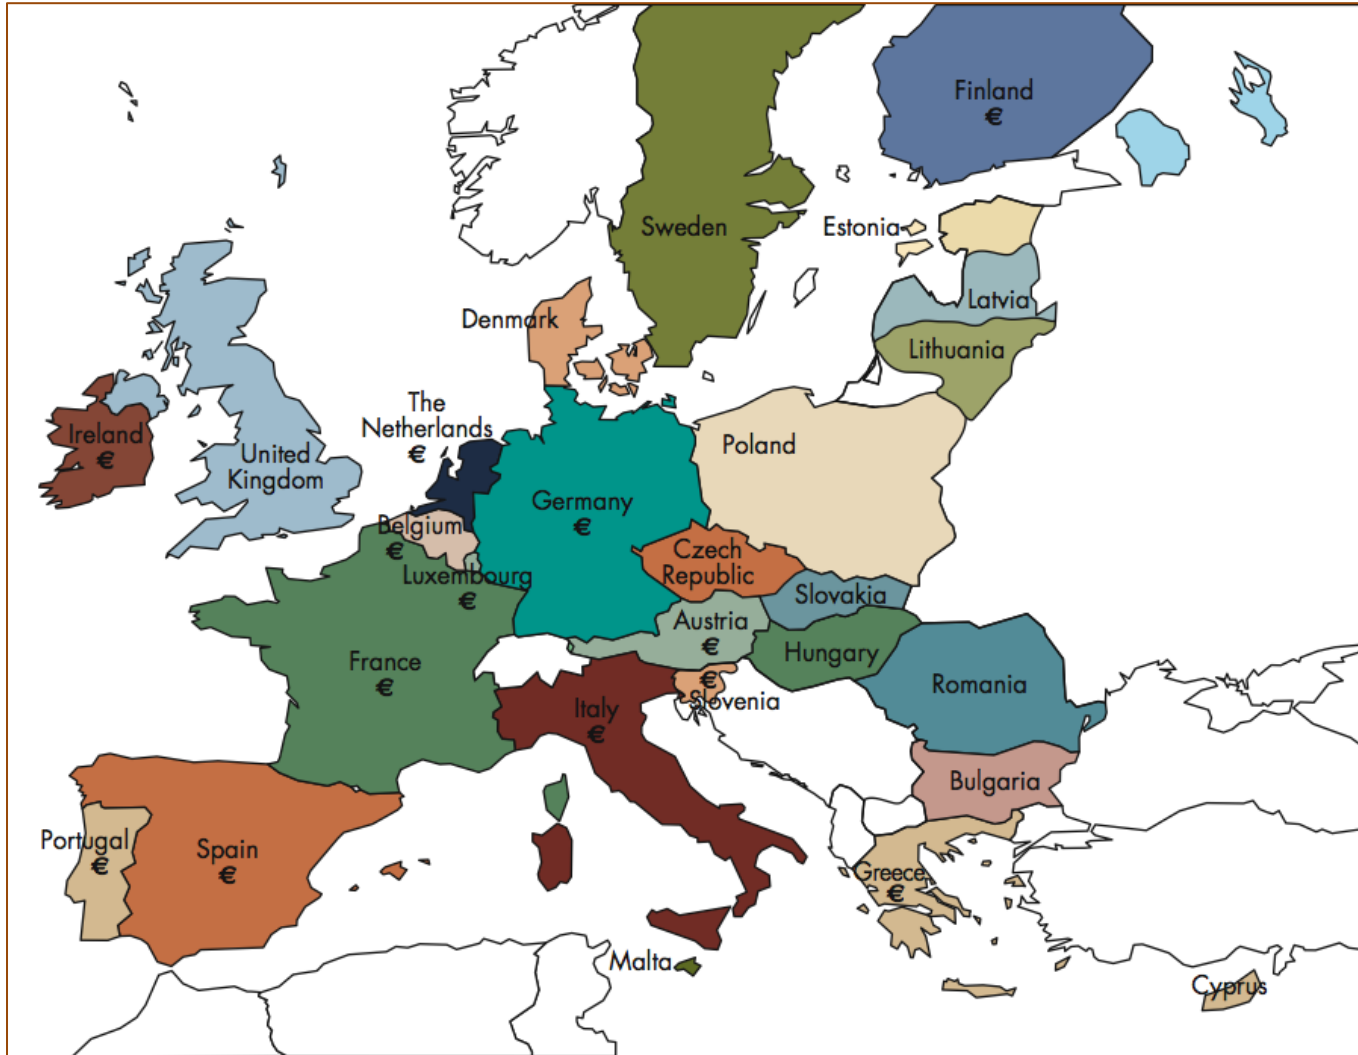 Finland
€
Sweden
Estonia
Latvia
Denmark
Lithuania
The
Netherlands
€
Ireland
€
United
Kingdom
Poland
Germany
€
Belgium
€
Czech
Republic
Luxembourg
€
Slovakia
Austria
€
Hungary
France
€
€
Slovenia
Romania
Italy
€
Bulgaria
Portugal
€
Spain
€
Greece
€
Malta
Cyprus